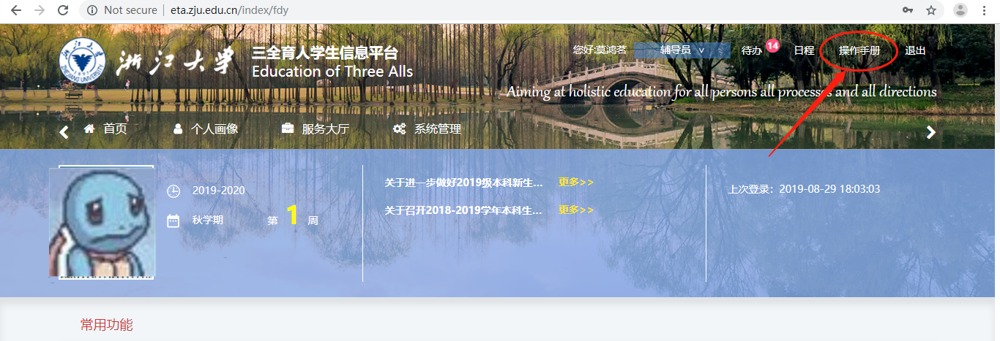 Not secure | eta.zju.edu.cn/index/fdy
浙江大学 三全育人学生信息平台
Education of Three Alls
您好:莫鸿茗 辅导员 待办 14 日程 操作手册 退出
Aiming at holistic education for all persons all processes and all directions
首页 个人画像 服务大厅 系统管理
2019-2020
秋学期 第 1 周
关于进一步做好2019级本科新生... 更多>>
关于召开2018-2019学年本科生... 更多>>
上次登录：2019-08-29 18:03:03
常用功能